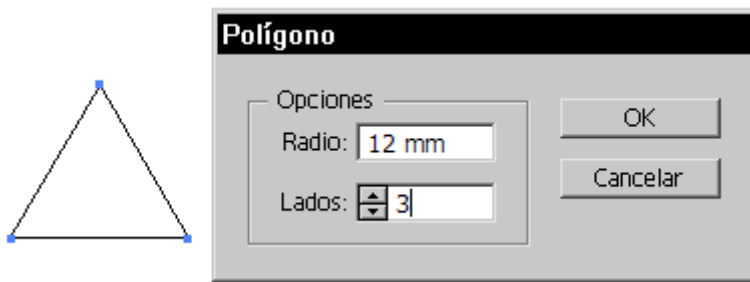 Polígono
Opciones
Radio: 12 mm
Lados: 3
OK
Cancelar